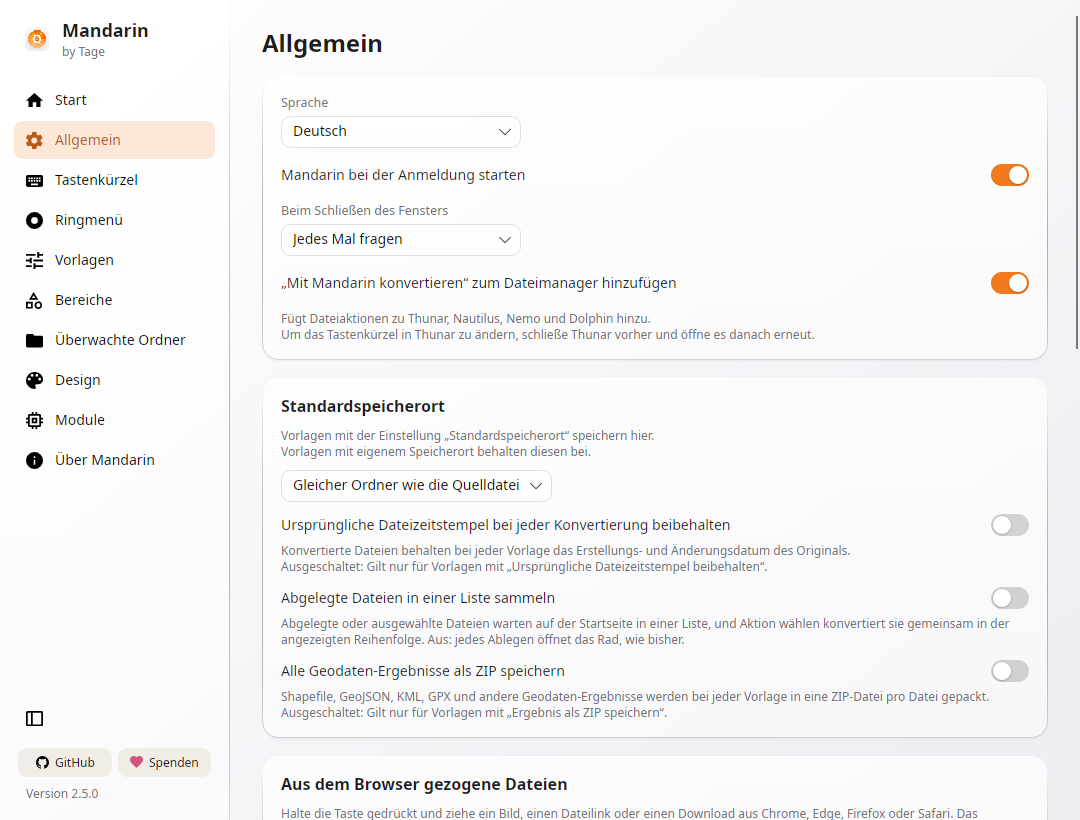 Mandarin
by Tage
Start
Allgemein
Tastenkürzel
Ringmenü
Vorlagen
Bereiche
Überwachte Ordner
Design
Module
Über Mandarin
GitHub
Spenden
Version 2.5.0
Allgemein
Sprache
Deutsch
Mandarin bei der Anmeldung starten
Beim Schließen des Fensters
Jedes Mal fragen
„Mit Mandarin konvertieren“ zum Dateimanager hinzufügen
Fügt Dateiaktionen zu Thunar, Nautilus, Nemo und Dolphin hinzu.
Um das Tastenkürzel in Thunar zu ändern, schließe Thunar vorher und öffne es danach erneut.
Standardspeicherort
Vorlagen mit der Einstellung „Standardspeicherort“ speichern hier.
Vorlagen mit eigenem Speicherort behalten diesen bei.
Gleicher Ordner wie die Quelldatei
Ursprüngliche Dateizeitstempel bei jeder Konvertierung beibehalten
Konvertierte Dateien behalten bei jeder Vorlage das Erstellungs- und Änderungsdatum des Originals.
Ausgeschaltet: Gilt nur für Vorlagen mit „Ursprüngliche Dateizeitstempel beibehalten“.
Abgelegte Dateien in einer Liste sammeln
Abgelegte oder ausgewählte Dateien warten auf der Startseite in einer Liste, und Aktion wählen konvertiert sie gemeinsam in der
angezeigten Reihenfolge. Aus: jedes Ablegen öffnet das Rad, wie bisher.
Alle Geodaten-Ergebnisse als ZIP speichern
Shapefile, GeoJSON, KML, GPX und andere Geodaten-Ergebnisse werden bei jeder Vorlage in eine ZIP-Datei pro Datei gepackt.
Ausgeschaltet: Gilt nur für Vorlagen mit „Ergebnis als ZIP speichern“.
Aus dem Browser gezogene Dateien
Halte die Taste gedrückt und ziehe ein Bild, einen Dateilink oder einen Download aus Chrome, Edge, Firefox oder Safari. Das